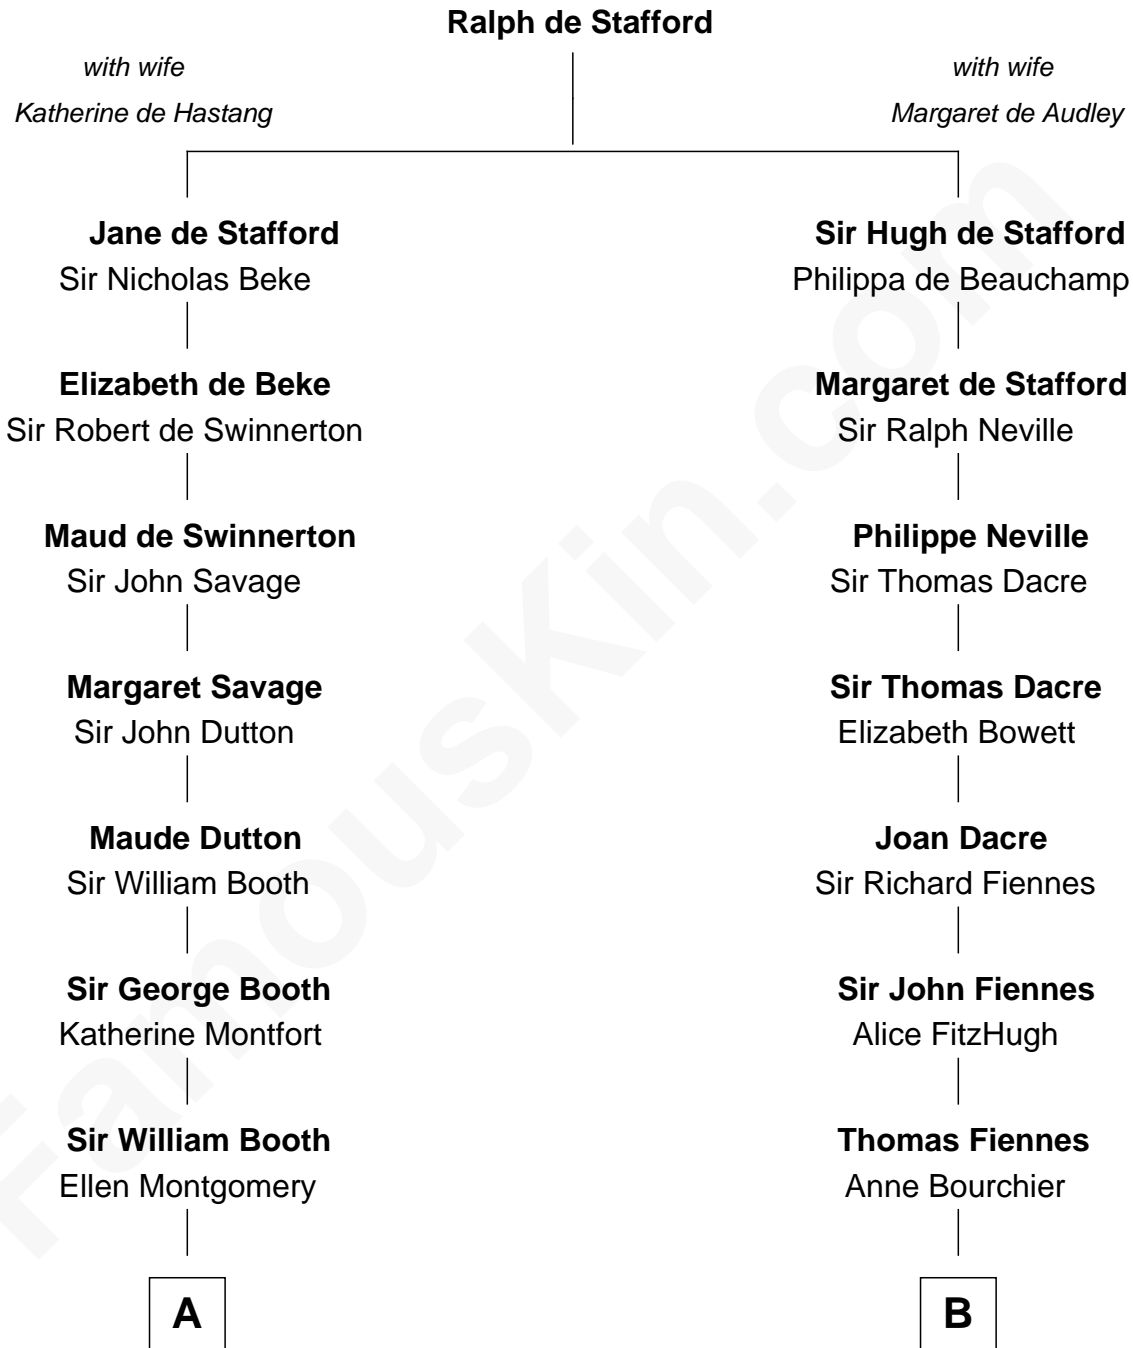 Ralph de Stafford
with wife
Katherine de Hastang
with wife
Margaret de Audley
Jane de Stafford
Sir Nicholas Beke
Sir Hugh de Stafford
Philippa de Beauchamp
Elizabeth de Beke
Sir Robert de Swinnerton
Margaret de Stafford
Sir Ralph Neville
Maud de Swinnerton
Sir John Savage
Philippe Neville
Sir Thomas Dacre
Margaret Savage
Sir John Dutton
Sir Thomas Dacre
Elizabeth Bowett
Maude Dutton
Sir William Booth
Joan Dacre
Sir Richard Fiennes
Sir George Booth
Katherine Montfort
Sir John Fiennes
Alice FitzHugh
Sir William Booth
Ellen Montgomery
Thomas Fiennes
Anne Bourchier
A
B
FamousKin.com